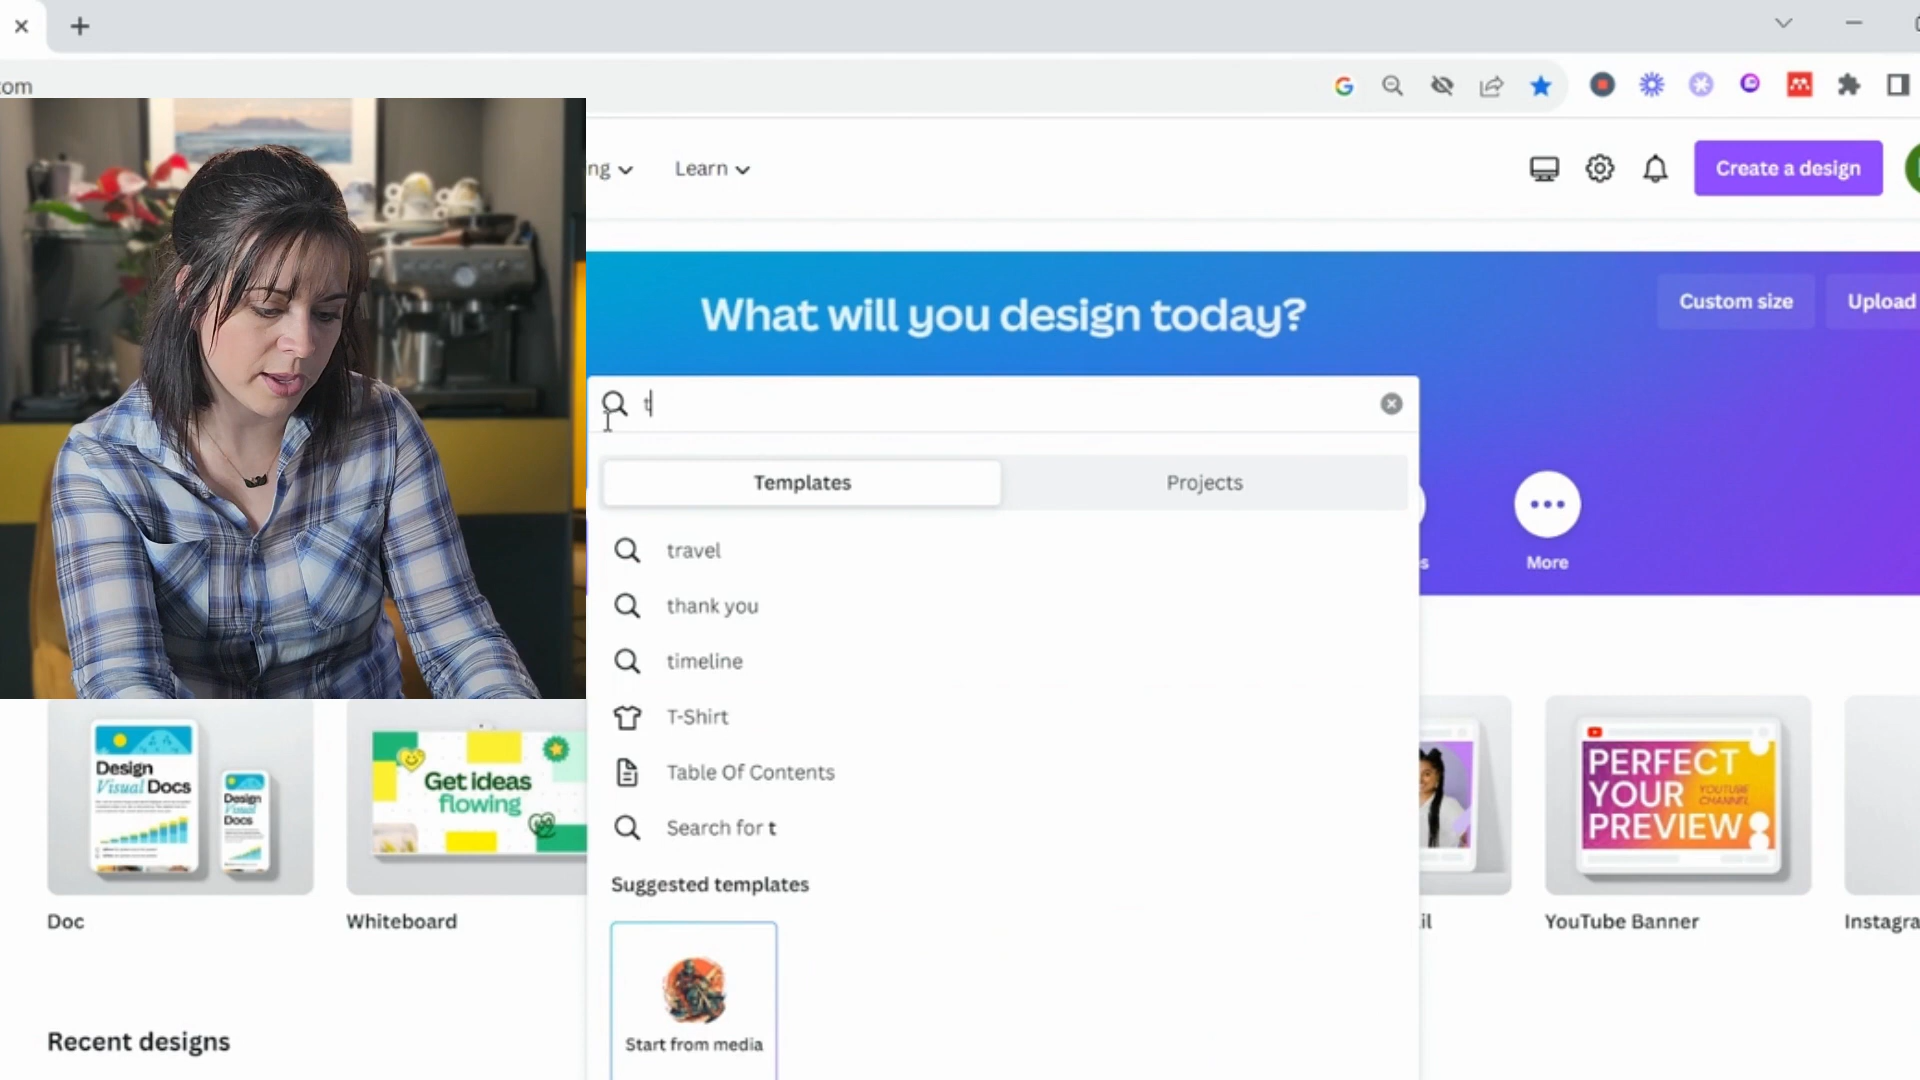 om
ng
Learn
Create a design
What will you design today?
Custom size
Upload
t
Templates
Projects
travel
thank you
timeline
T-Shirt
Table Of Contents
Search for t
Suggested templates
Start from media
s
More
Design
Visual Docs
Design
Visual
Docs
Get ideas
flowing
PERFECT
YOUR
PREVIEW
YOUTUBE
CHANNEL
Doc
Whiteboard
il
YouTube Banner
Instagra
Recent designs